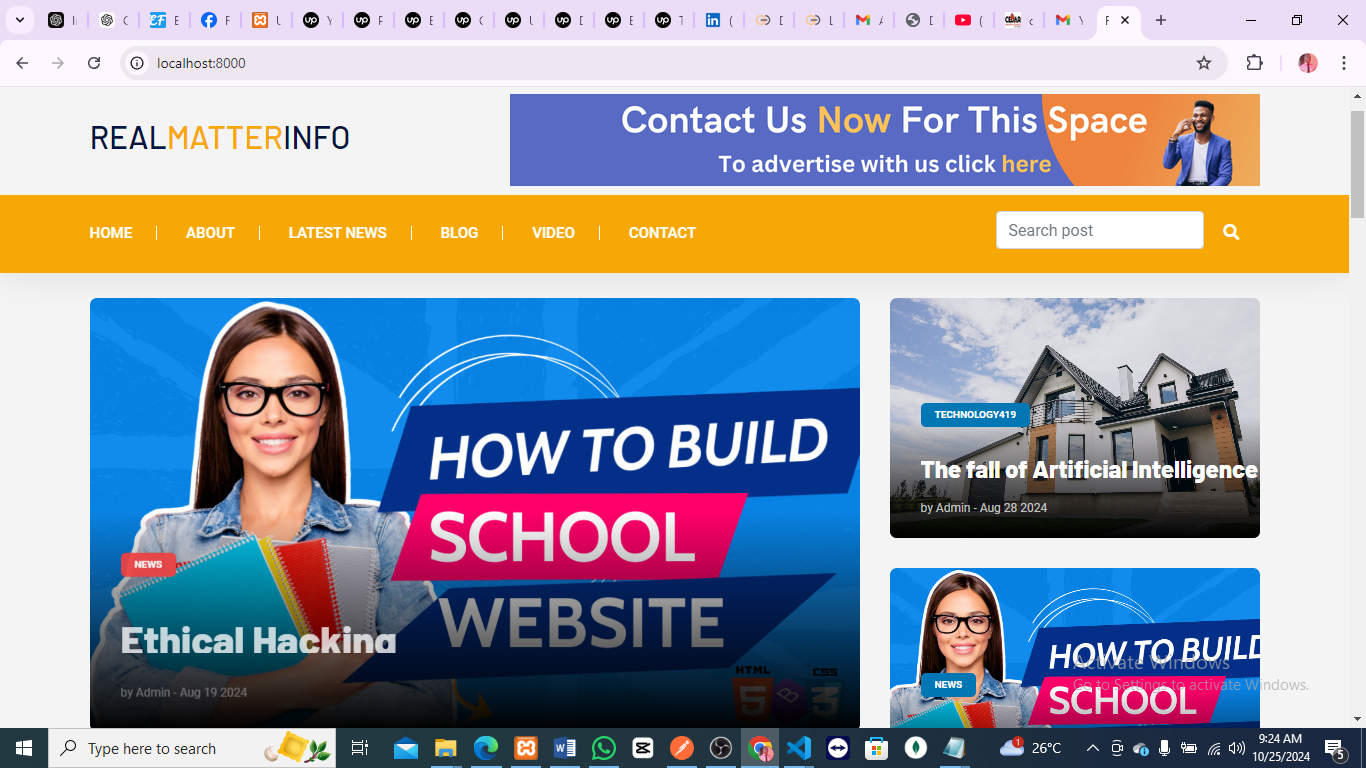 localhost:8000
REALMATTERINFO
Contact Us Now For This Space
To advertise with us click here
HOME
ABOUT
LATEST NEWS
BLOG
VIDEO
CONTACT
Search post
HOW TO BUILD
SCHOOL
WEBSITE
HTML
5
CSS
3
NEWS
Ethical Hacking
by Admin - Aug 19 2024
TECHNOLOGY419
The fall of Artificial Intelligence
by Admin - Aug 28 2024
HOW TO BUILD
SCHOOL
NEWS
Activate Windows
Go to Settings to activate Windows.
Type here to search
1
26°C
9:24 AM
10/25/2024
5